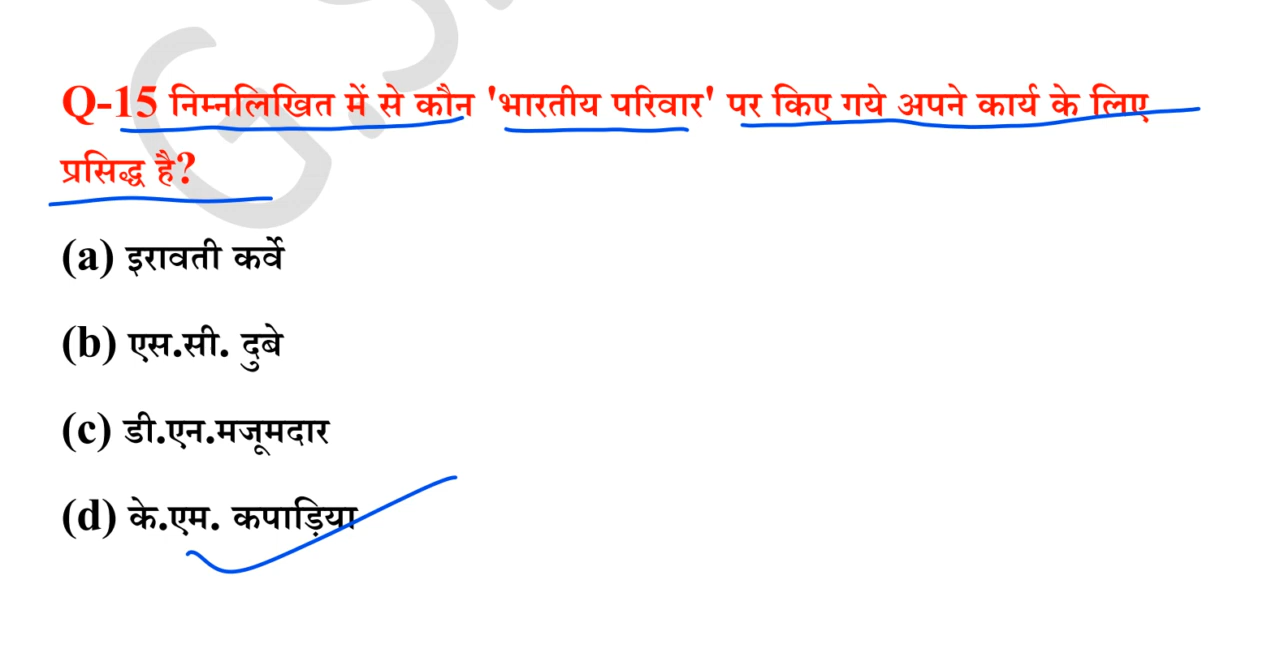 Q-15 निम्नलिखित में से कौन 'भारतीय परिवार' पर किए गये अपने कार्य के लिए
प्रसिद्ध है?
(a) इरावती कर्वे
(b) एस.सी. दुबे
(c) डी.एन.मजूमदार
(d) के.एम. कपाड़िया